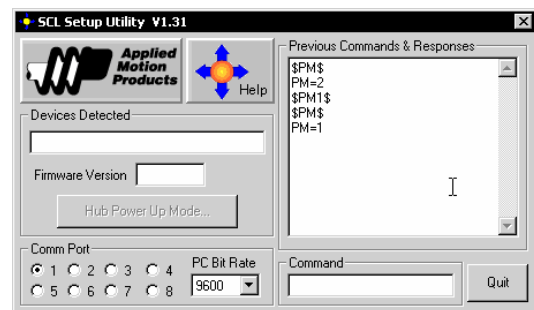 SCL Setup Utility V1.31
Applied
Motion
Products
Help
Devices Detected
Firmware Version
Hub Power Up Mode...
Comm Port
1 2 3 4
5 6 7 8
PC Bit Rate
9600
Previous Commands & Responses
$PM$
PM=2
$PM1$
$PM$
PM=1
Command
Quit